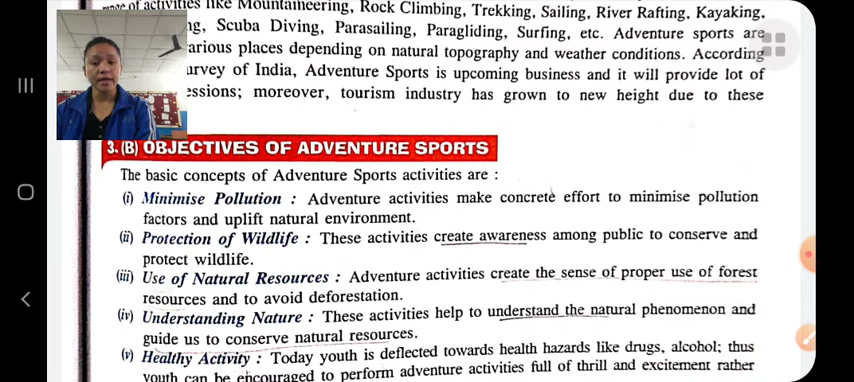 range of activities like Mountaineering, Rock Climbing, Trekking, Sailing, River Rafting, Kayaking,
ng, Scuba Diving, Parasailing, Paragliding, Surfing, etc. Adventure sports are
arious places depending on natural topography and weather conditions. According
urvey of India, Adventure Sports is upcoming business and it will provide lot of
essions; moreover, tourism industry has grown to new height due to these
3. (B) OBJECTIVES OF ADVENTURE SPORTS
The basic concepts of Adventure Sports activities are :
(i) Minimise Pollution : Adventure activities make concrete effort to minimise pollution
factors and uplift natural environment.
(ii) Protection of Wildlife : These activities create awareness among public to conserve and
protect wildlife.
(iii) Use of Natural Resources : Adventure activities create the sense of proper use of forest
resources and to avoid deforestation.
(iv) Understanding Nature : These activities help to understand the natural phenomenon and
guide us to conserve natural resources.
(v) Healthy Activity : Today youth is deflected towards health hazards like drugs, alcohol; thus
youth can be encouraged to perform adventure activities full of thrill and excitement rather